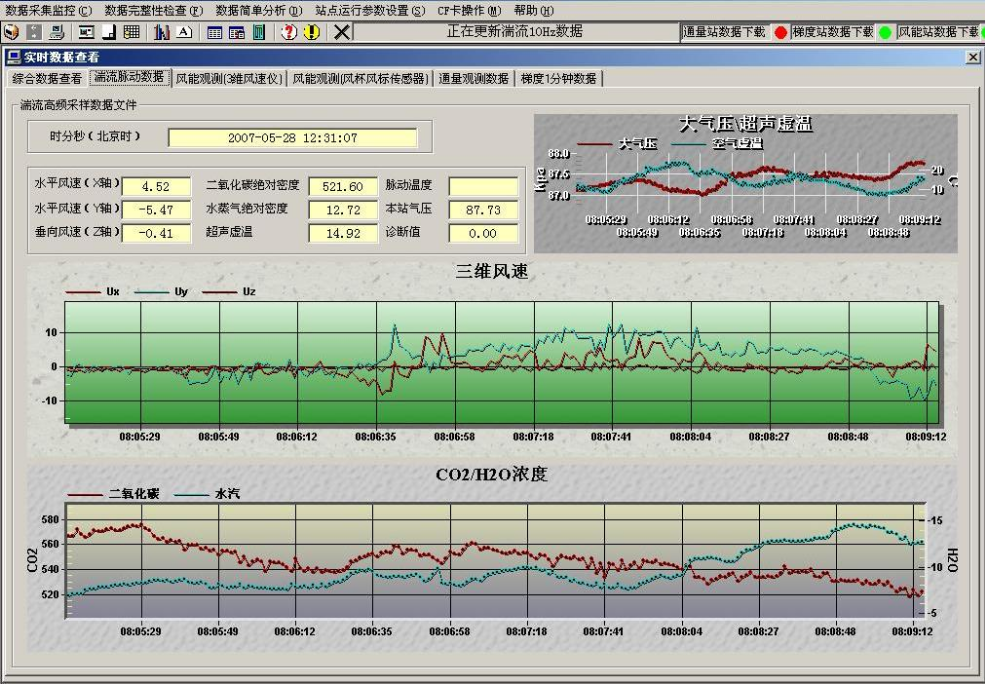 数据采集监控(C) 数据完整性检查(F) 数据简单分析(D) 站点运行参数设置(S) CF卡操作(M) 帮助(H)
正在更新湍流10Hz数据 通量站数据下载 梯度站数据下载 风能站数据下载
实时数据查看
综合数据查看 湍流脉动数据 风能观测(3维风速仪) 风能观测(风杯风标传感器) 通量观测数据 梯度1分钟数据
湍流高频采样数据文件
时分秒(北京时) 2007-05-28 12:31:07
水平风速(X轴) 4.52 二氧化碳绝对密度 521.60 脉动温度
水平风速(Y轴) -5.47 水蒸气绝对密度 12.72 本站气压 87.73
垂向风速(Z轴) -0.41 超声虚温 14.92 诊断值 0.00
大气压\超声虚温
大气压 空气虚温
88.0
87.5
87.0
Kpa
20
10
℃
08:05:29 08:06:12 08:06:58 08:07:41 08:08:27 08:09:12
08:05:49 08:06:35 08:07:18 08:08:04 08:08:48
三维风速
Ux Uy Uz
10
0
-10
08:05:29 08:05:49 08:06:12 08:06:35 08:06:58 08:07:18 08:07:41 08:08:04 08:08:27 08:08:48 08:09:12
CO2/H2O浓度
二氧化碳 水汽
580
560
540
520
CO2
15
10
5
H2O
08:05:29 08:05:49 08:06:12 08:06:35 08:06:58 08:07:18 08:07:41 08:08:04 08:08:27 08:08:48 08:09:12